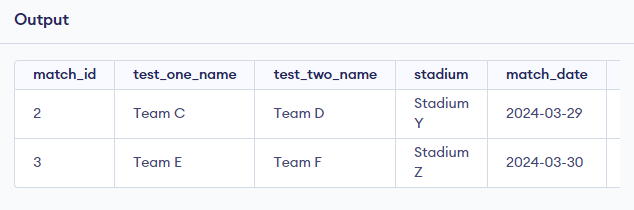 Output
match_id test_one_name test_two_name stadium match_date
2 Team C Team D Stadium Y 2024-03-29
3 Team E Team F Stadium Z 2024-03-30